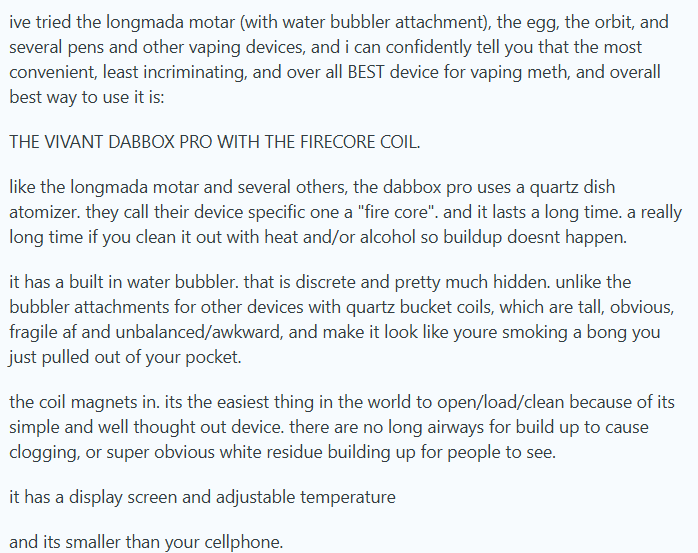 ive tried the longmada motar (with water bubbler attachment), the egg, the orbit, and
several pens and other vaping devices, and i can confidently tell you that the most
convenient, least incriminating, and over all BEST device for vaping meth, and overall
best way to use it is:
THE VIVANT DABBOX PRO WITH THE FIRECORE COIL.
like the longmada motar and several others, the dabbox pro uses a quartz dish
atomizer. they call their device specific one a "fire core". and it lasts a long time. a really
long time if you clean it out with heat and/or alcohol so buildup doesnt happen.
it has a built in water bubbler. that is discrete and pretty much hidden. unlike the
bubbler attachments for other devices with quartz bucket coils, which are tall, obvious,
fragile af and unbalanced/awkward, and make it look like youre smoking a bong you
just pulled out of your pocket.
the coil magnets in. its the easiest thing in the world to open/load/clean because of its
simple and well thought out device. there are no long airways for build up to cause
clogging, or super obvious white residue building up for people to see.
it has a display screen and adjustable temperature
and its smaller than your cellphone.